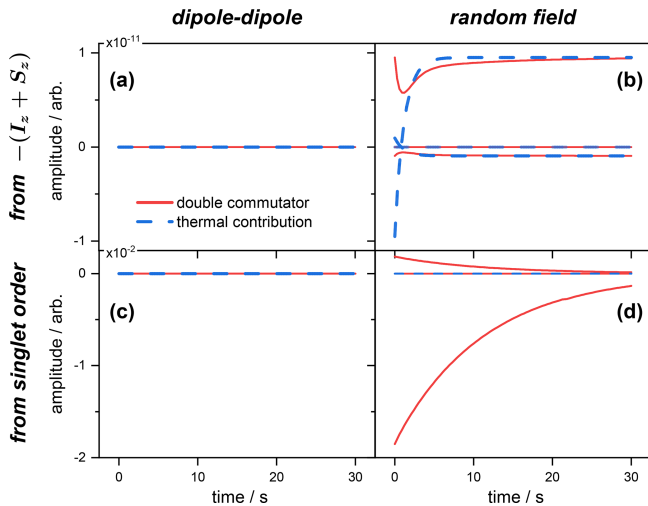 dipole-dipole random field
x10⁻¹¹
from −(I_z + S_z)
amplitude / arb.
1
0
-1
(a) (b)
double commutator
thermal contribution
x10⁻²
from singlet order
amplitude / arb.
0
-1
-2
(c) (d)
0 10 20 30 0 10 20 30
time / s time / s